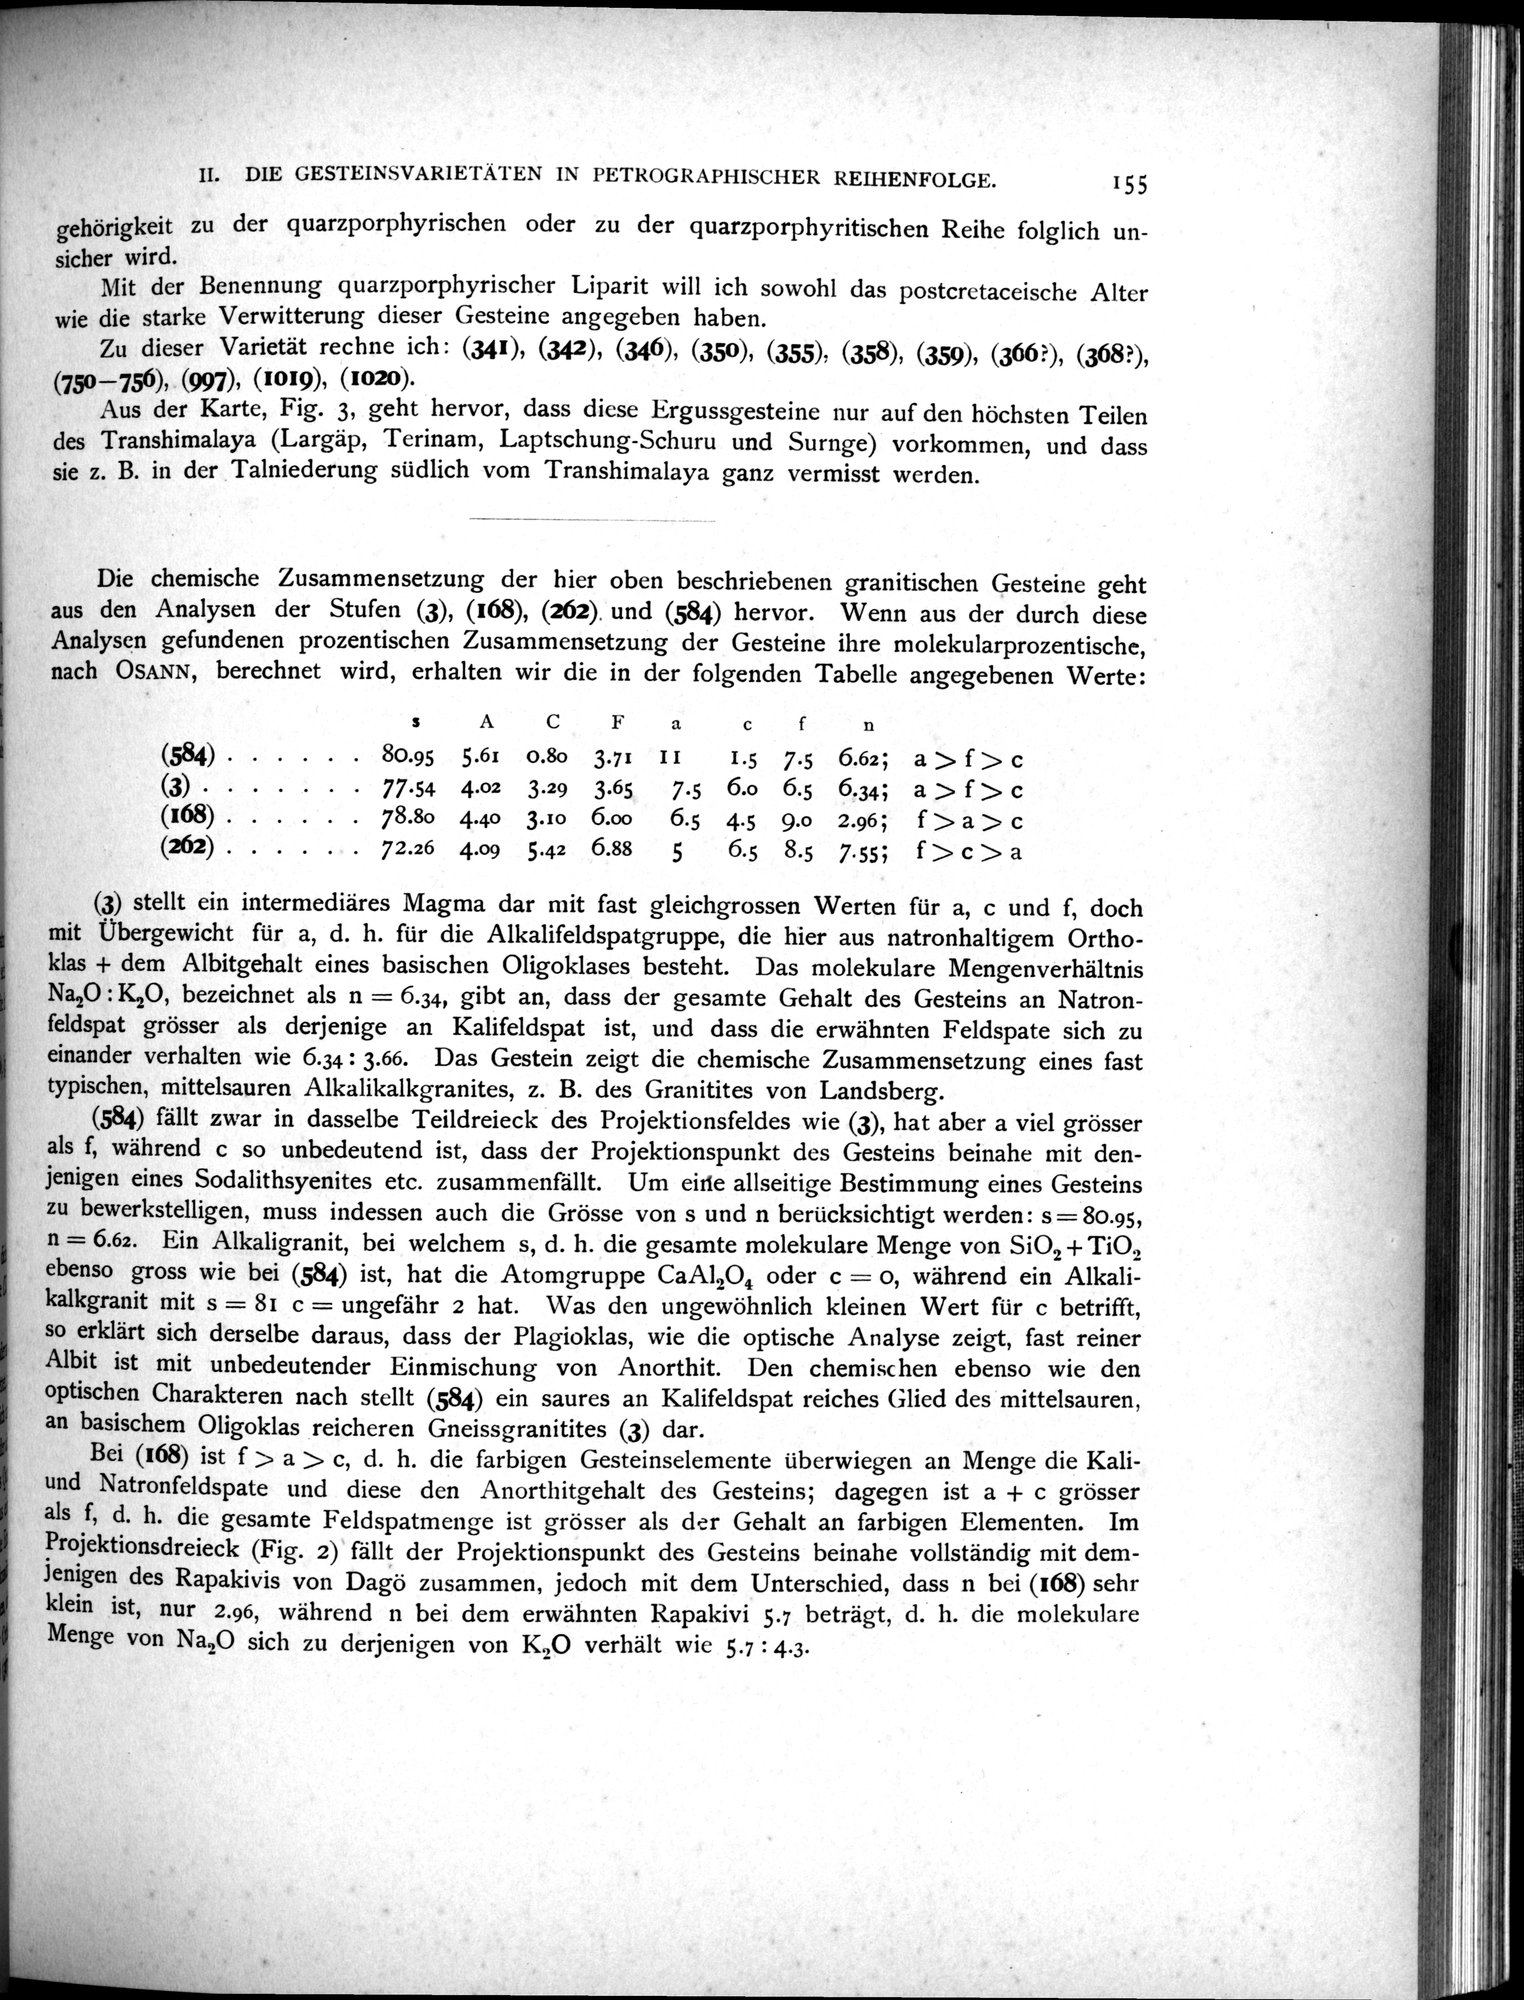 II. DIE GESTEINSVARIETÄTEN IN PETROGRAPHISCHER REIHENFOLGE. 155
gehörigkeit zu der quarzporphyrischen oder zu der quarzporphyritischen Reihe folglich un-
sicher wird.
Mit der Benennung quarzporphyrischer Liparit will ich sowohl das postcretaceische Alter
wie die starke Verwitterung dieser Gesteine angegeben haben.
Zu dieser Varietät rechne ich: (341), (342), (346), (350), (355), (358), (359), (366?), (368?),
(750—756), (997), (1019), (1020).
Aus der Karte, Fig. 3, geht hervor, dass diese Ergussgesteine nur auf den höchsten Teilen
des Transhimalaya (Largäp, Terinam, Laptschung-Schuru und Surnge) vorkommen, und dass
sie z. B. in der Talniederung südlich vom Transhimalaya ganz vermisst werden.
Die chemische Zusammensetzung der hier oben beschriebenen granitischen Gesteine geht
aus den Analysen der Stufen (3), (168), (262) und (584) hervor. Wenn aus der durch diese
Analysen gefundenen prozentischen Zusammensetzung der Gesteine ihre molekularprozentische,
nach OSANN, berechnet wird, erhalten wir die in der folgenden Tabelle angegebenen Werte:
s A C F a c f n
(584) . . . . . . 80.95 5.61 0.80 3.71 11 1.5 7.5 6.62; a > f > c
(3) . . . . . . . 77.54 4.02 3.29 3.65 7.5 6.0 6.5 6.34; a > f > c
(168) . . . . . . 78.80 4.40 3.10 6.00 6.5 4.5 9.0 2.96; f > a > c
(262) . . . . . . 72.26 4.09 5.42 6.88 5 6.5 8.5 7.55; f > c > a
(3) stellt ein intermediäres Magma dar mit fast gleichgrossen Werten für a, c und f, doch
mit Übergewicht für a, d. h. für die Alkalifeldspatgruppe, die hier aus natronhaltigem Ortho-
klas + dem Albitgehalt eines basischen Oligoklases besteht. Das molekulare Mengenverhältnis
Na₂O : K₂O, bezeichnet als n = 6.34, gibt an, dass der gesamte Gehalt des Gesteins an Natron-
feldspat grösser als derjenige an Kalifeldspat ist, und dass die erwähnten Feldspate sich zu
einander verhalten wie 6.34 : 3.66. Das Gestein zeigt die chemische Zusammensetzung eines fast
typischen, mittelsauren Alkalikalkgranites, z. B. des Granitites von Landsberg.
(584) fällt zwar in dasselbe Teildreieck des Projektionsfeldes wie (3), hat aber a viel grösser
als f, während c so unbedeutend ist, dass der Projektionspunkt des Gesteins beinahe mit den-
jenigen eines Sodalithsyenites etc. zusammenfällt. Um eine allseitige Bestimmung eines Gesteins
zu bewerkstelligen, muss indessen auch die Grösse von s und n berücksichtigt werden: s = 80.95,
n = 6.62. Ein Alkaligranit, bei welchem s, d. h. die gesamte molekulare Menge von SiO₂ + TiO₂
ebenso gross wie bei (584) ist, hat die Atomgruppe CaAl₂O₄ oder c = 0, während ein Alkali-
kalkgranit mit s = 81 c = ungefähr 2 hat. Was den ungewöhnlich kleinen Wert für c betrifft,
so erklärt sich derselbe daraus, dass der Plagioklas, wie die optische Analyse zeigt, fast reiner
Albit ist mit unbedeutender Einmischung von Anorthit. Den chemischen ebenso wie den
optischen Charakteren nach stellt (584) ein saures an Kalifeldspat reiches Glied des mittelsauren,
an basischem Oligoklas reicheren Gneissgranitites (3) dar.
Bei (168) ist f > a > c, d. h. die farbigen Gesteinselemente überwiegen an Menge die Kali-
und Natronfeldspate und diese den Anorthitgehalt des Gesteins; dagegen ist a + c grösser
als f, d. h. die gesamte Feldspatmenge ist grösser als der Gehalt an farbigen Elementen. Im
Projektionsdreieck (Fig. 2) fällt der Projektionspunkt des Gesteins beinahe vollständig mit dem-
jenigen des Rapakivis von Dagö zusammen, jedoch mit dem Unterschied, dass n bei (168) sehr
klein ist, nur 2.96, während n bei dem erwähnten Rapakivi 5.7 beträgt, d. h. die molekulare
Menge von Na₂O sich zu derjenigen von K₂O verhält wie 5.7 : 4.3.